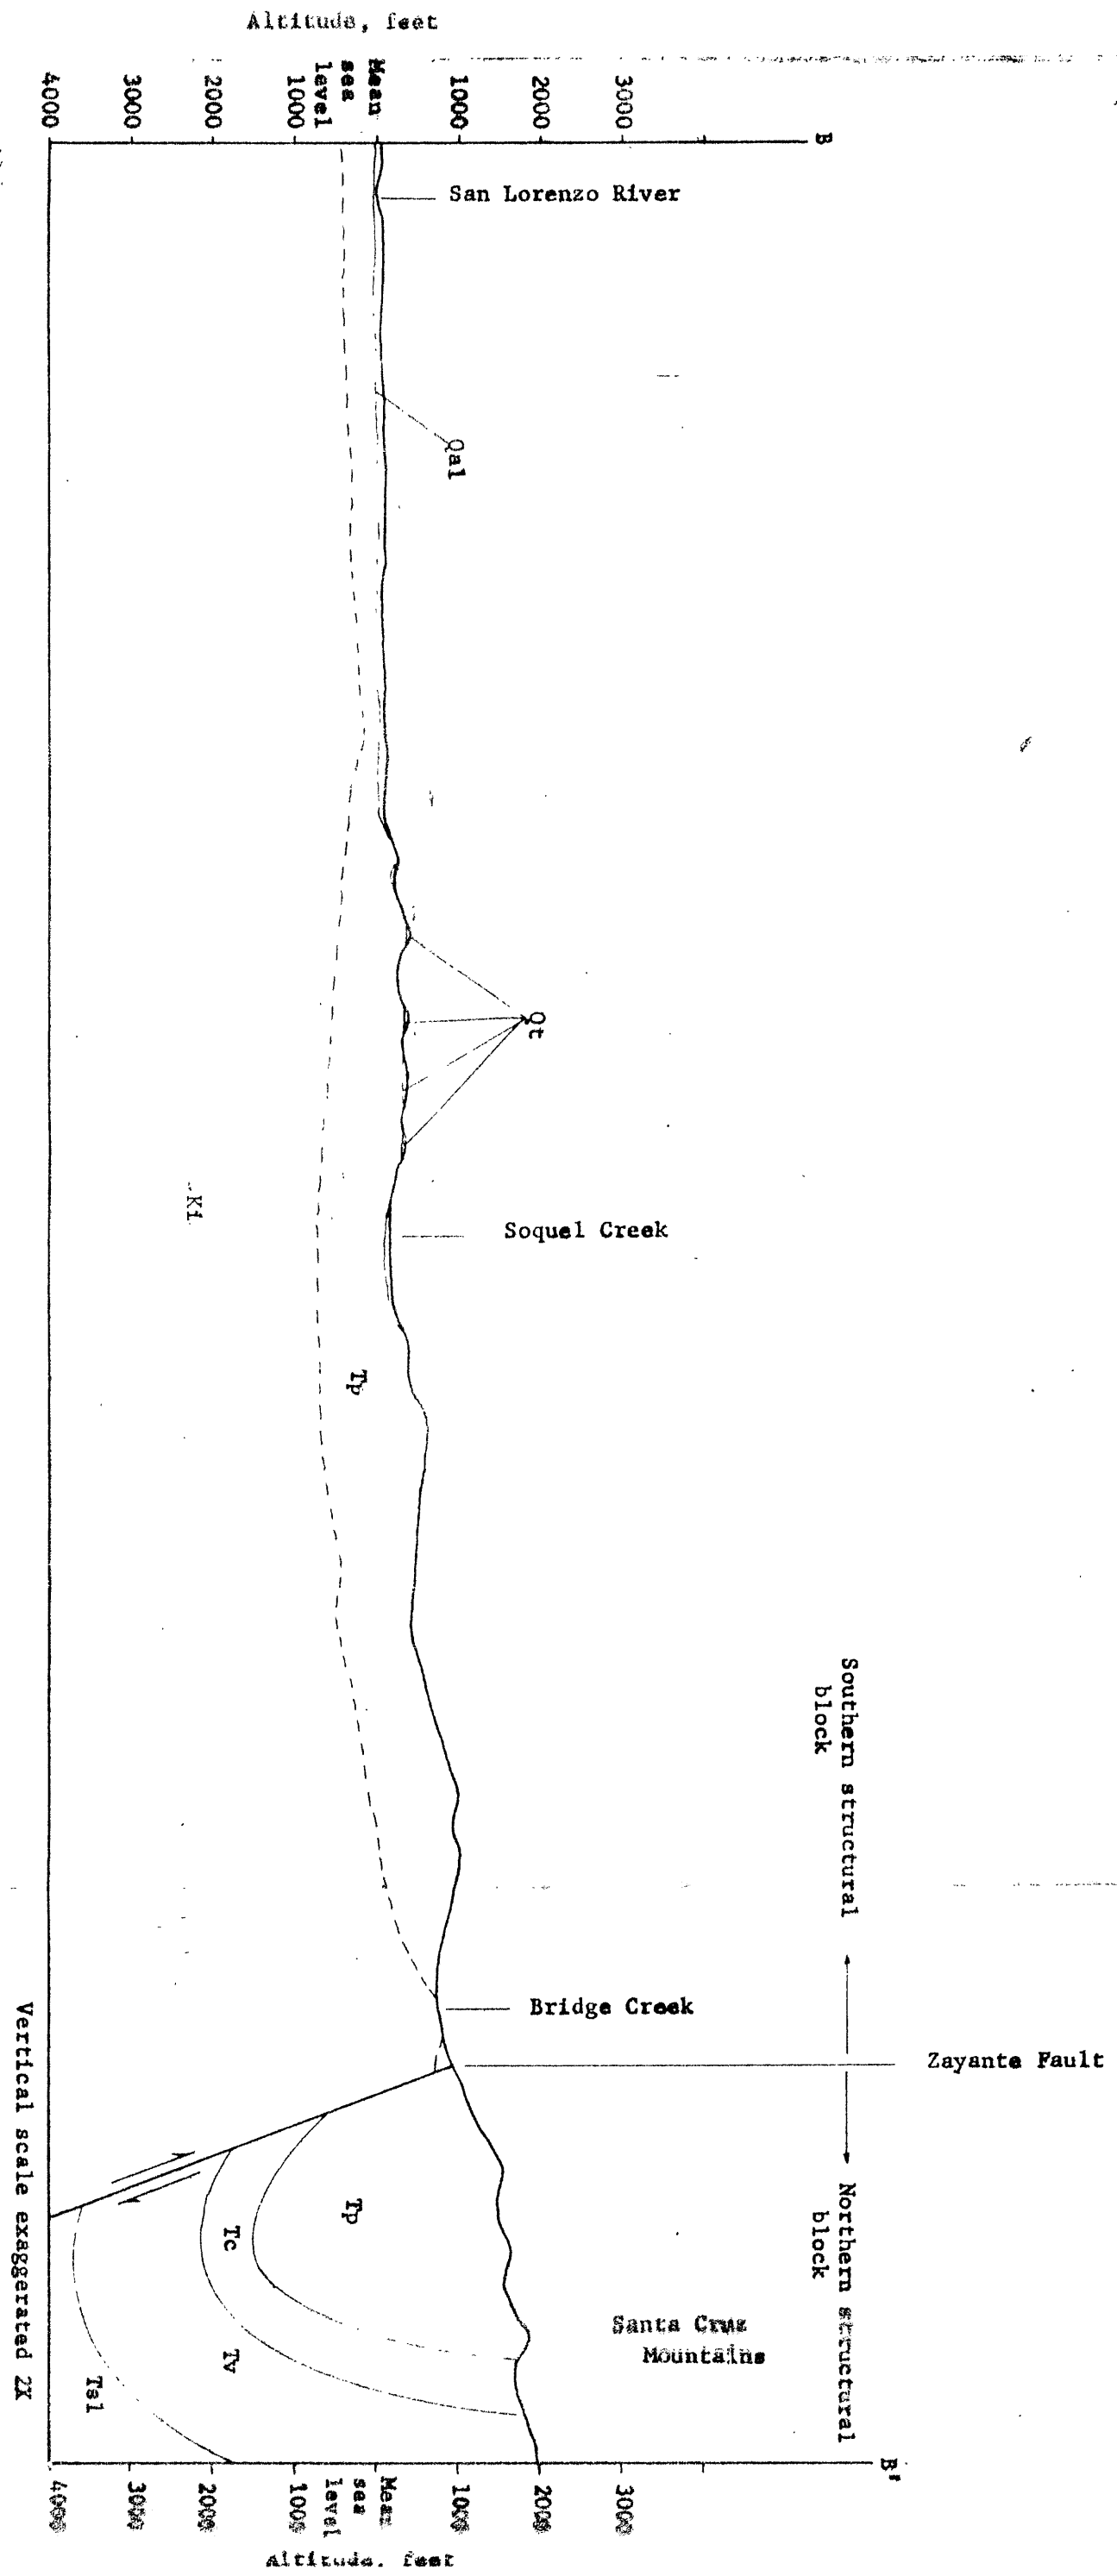 Altitude, feet
4000
3000
2000
1000
Mean
sea
level
1000
2000
3000
B
San Lorenzo River
Qal
Qt
Ki
Soquel Creek
Tp
Southern structural
block
Bridge Creek
Zayante Fault
Northern structural
block
Tp
Tc
Tv
Tsl
Santa Cruz
Mountains
B'
4000
3000
2000
1000
Mean
sea
level
1000
2000
3000
Altitude, feet
Vertical scale exaggerated 2X